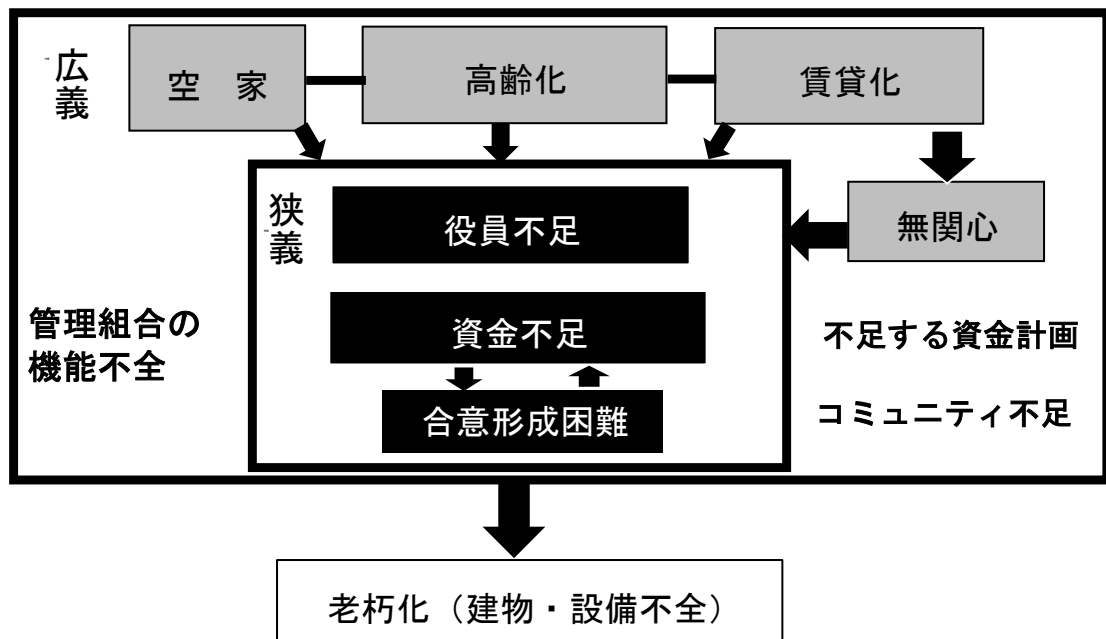 広義
空　家
高齢化
賃貸化
狭義
役員不足
無関心
管理組合の
機能不全
資金不足
不足する資金計画
合意形成困難
コミュニティ不足
老朽化（建物・設備不全）